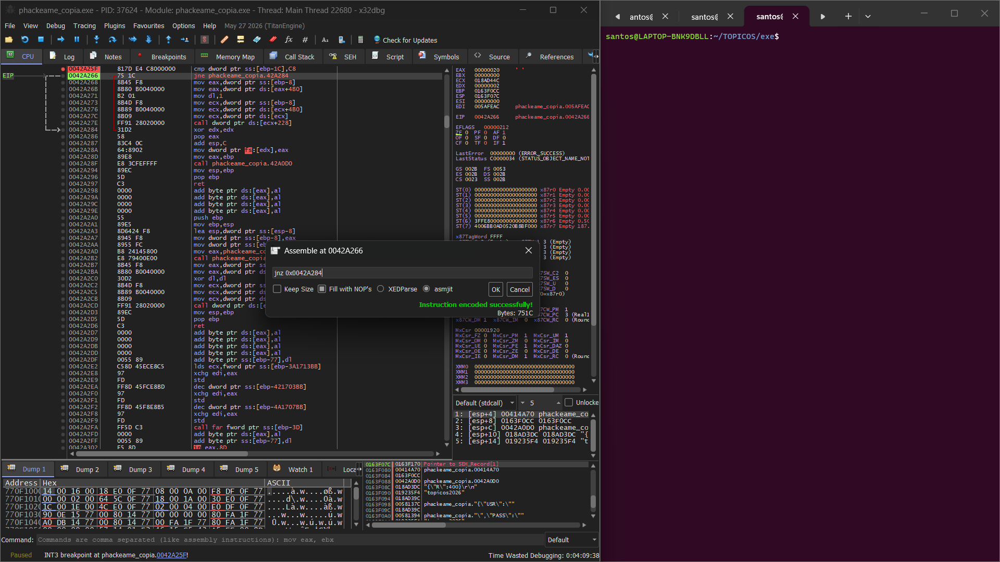 phackeame_copia.exe - PID: 37624 - Module: phackeame_copia.exe - Thread: Main Thread 22680 - x32dbg
File View Debug Tracing Plugins Favourites Options Help May 27 2026 (TitanEngine)
Check for Updates
CPU Log Notes Breakpoints Memory Map Call Stack SEH Script Symbols Source References
EIP
0042A25F 817D E4 C8000000 cmp dword ptr ss:[ebp-1C],C8
0042A266 75 1C jne phackeame_copia.42A284
0042A268 8B45 F8 mov eax,dword ptr ss:[ebp-8]
0042A26B 8B80 B0040000 mov eax,dword ptr ds:[eax+4B0]
0042A271 B2 01 mov dl,1
0042A273 8B4D F8 mov ecx,dword ptr ss:[ebp-8]
0042A276 8B89 B0040000 mov ecx,dword ptr ds:[ecx+4B0]
0042A27C 8B09 mov ecx,dword ptr ds:[ecx]
0042A27E FF91 28020000 call dword ptr ds:[ecx+228]
0042A284 31D2 xor edx,edx
0042A286 58 pop eax
0042A287 83C4 0C add esp,C
0042A28A 64:8902 mov dword ptr fs:[edx],eax
0042A28D 89E8 mov eax,ebp
0042A28F E8 3CFEFFFF call phackeame_copia.42A0D0
0042A294 89EC mov esp,ebp
0042A296 5D pop ebp
0042A297 C3 ret
0042A298 0000 add byte ptr ds:[eax],al
0042A29A 0000 add byte ptr ds:[eax],al
0042A29C 0000 add byte ptr ds:[eax],al
0042A29E 0000 add byte ptr ds:[eax],al
0042A2A0 55 push ebp
0042A2A1 89E5 mov ebp,esp
0042A2A3 8D6424 F8 lea esp,dword ptr ss:[esp-8]
0042A2A7 8945 F8 mov dword ptr ss:[ebp-8],eax
0042A2AA 8955 FC mov dword ptr ss:[eb
0042A2AD B8 24145800 mov eax,phackeame_co
0042A2B2 E8 79400E00 call phackeame_copia
0042A2B7 8B45 F8 mov eax,dword ptr ss
0042A2BA 8B80 B0040000 mov eax,dword ptr ds
0042A2C0 30D2 xor dl,dl
0042A2C2 8B4D F8 mov ecx,dword ptr ss
0042A2C5 8B89 B0040000 mov ecx,dword ptr ds
0042A2CB 8B09 mov ecx,dword ptr ds
0042A2CD FF91 28020000 call dword ptr ds:[e
0042A2D3 89EC mov esp,ebp
0042A2D5 5D pop ebp
0042A2D6 C3 ret
0042A2D7 0000 add byte ptr ds:[eax],al
0042A2D9 0000 add byte ptr ds:[eax],al
0042A2DB 0000 add byte ptr ds:[eax],al
0042A2DD 0000 add byte ptr ds:[eax],al
0042A2DF 0055 89 add byte ptr ss:[ebp-77],dl
0042A2E2 C58D 45ECE8C5 lds ecx,fword ptr ss:[ebp-3A1713BB]
0042A2E8 97 xchg edi,eax
0042A2E9 FD std
0042A2EA FF8D 45FCE8BD dec dword ptr ss:[ebp-421703BB]
0042A2F0 97 xchg edi,eax
0042A2F1 FD std
0042A2F2 FF8D 45F8E8B5 dec dword ptr ss:[ebp-4A1707BB]
0042A2F8 97 xchg edi,eax
0042A2F9 FD std
0042A2FA FF5D C3 call far fword ptr ss:[ebp-3D]
0042A2FD 0000 add byte ptr ds:[eax],al
0042A2FF 0055 89 add byte ptr ss:[ebp-77],dl
0042A302 E5 8D in eax,8D
Assemble at 0042A266
jnz 0x0042A284
Keep Size Fill with NOP's XEDParse asmjit OK Cancel
Instruction encoded successfully!
Bytes: 751C
EAX 00000020 ' '
EBX 00000000
ECX 018AD44C
EDX 00000002
EBP 0163F0CC
ESP 0163F07C
ESI 00000000
EDI 005AFEAC phackeame_copia.005AFEAC
EIP 0042A266 phackeame_copia.0042A266
EFLAGS 00000212
ZF 0 PF 0 AF 1
OF 0 SF 0 DF 0
CF 0 TF 0 IF 1
LastError 00000000 (ERROR_SUCCESS)
LastStatus C0000034 (STATUS_OBJECT_NAME_NOT
GS 002B FS 0053
ES 002B DS 002B
CS 0023 SS 002B
ST(0) 00000000000000000000 x87r0 Empty 0.00
ST(1) 00000000000000000000 x87r1 Empty 0.00
ST(2) 00000000000000000000 x87r2 Empty 0.00
ST(3) 00000000000000000000 x87r3 Empty 0.00
ST(4) 00000000000000000000 x87r4 Empty 0.00
ST(5) 00000000000000000000 x87r5 Empty 0.00
ST(6) 3FFE8000000000000000 x87r6 Empty 0.50
ST(7) 4006BB0AD0520B8BF000 x87r7 Empty 187.
x87TagWord FFFF
3 (Empty)
3 (Empty)
3 (Empty)
3 (Empty)
7SW_C2 0
7SW_ES 0
7SW_U 0
7SW_D 0
0=x87r0)
7CW_PM 1
7CW_PC 3 (Real
x87CW_DM 1 x87CW_IM 0 x87CW_RC 0 (Roun
MxCsr 00001920
MxCsr_FZ 0 MxCsr_PM 1 MxCsr_UM 1
MxCsr_OM 0 MxCsr_ZM 0 MxCsr_IM 0
MxCsr_UE 0 MxCsr_PE 1 MxCsr_DAZ 0
MxCsr_OE 0 MxCsr_ZE 0 MxCsr_DE 0
MxCsr_IE 0 MxCsr_DM 1 MxCsr_RC 0 (Roun
XMM0 00000000000000000000000000000000
XMM1 00000000000000000000000000000000
XMM2 00000000000000000000000000000000
XMM3 00000000000000000000000000000000
Default (stdcall) 5 Unlocke
1: [esp+4] 00414A70 phackeame_co
2: [esp+8] 0163F0CC 0163F0CC
3: [esp+C] 0042A0D0 phackeame_co
4: [esp+10] 018AD3DC 018AD3DC "{
5: [esp+14] 019235F4 019235F4 "t
Dump 1 Dump 2 Dump 3 Dump 4 Dump 5 Watch 1 Loca
Address Hex ASCII
770F1000 14 00 16 00 18 E0 0F 77 08 00 0A 00 F8 DF 0F 77 .....à.w....øß.w
770F1010 00 00 02 00 64 5C 0F 77 18 00 1A 00 30 E0 0F 77 ....d\.w....0à.w
770F1020 1C 00 1E 00 4C E0 0F 77 02 00 04 00 E0 DF 0F 77 ....Là.w....àß.w
770F1030 90 0E 15 77 00 80 14 77 00 00 00 00 80 FA 1F 77 ...w...w.....ú.w
770F1040 A0 DB 14 77 00 80 14 77 00 FA 1F 77 80 FA 1F 77 Û.w...w.ú.w.ú.w
0163F07C 0163F170 Pointer to SEH_Record[1]
0163F080 00414A70 phackeame_copia.00414A70
0163F084 0163F0CC
0163F088 0042A0D0 phackeame_copia.0042A0D0
0163F08C 018AD3DC "{\"R\":400}\r\n"
0163F090 019235F4 "topicos2026"
0163F094 018AD39C
0163F098 0058137C phackeame_copia."{\"USR\":\""
0163F09C 018AD39C
0163F0A0 00581394 phackeame_copia."\",\"PASS\":\""
Command: Commands are comma separated (like assembly instructions): mov eax, ebx Default
Paused INT3 breakpoint at phackeame_copia.0042A25F! Time Wasted Debugging: 0:04:09:38
antos@ santos@ santos@
santos@LAPTOP-BNK9DBLL:~/TOPICOS/exe$